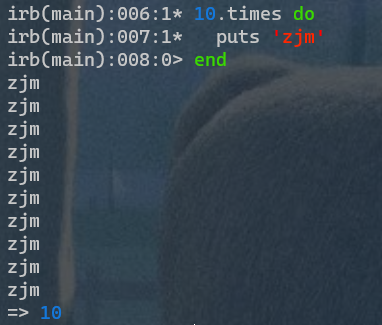 irb(main):006:1* 10.times do
irb(main):007:1*   puts 'zjm'
irb(main):008:0> end
zjm
zjm
zjm
zjm
zjm
zjm
zjm
zjm
zjm
zjm
=> 10